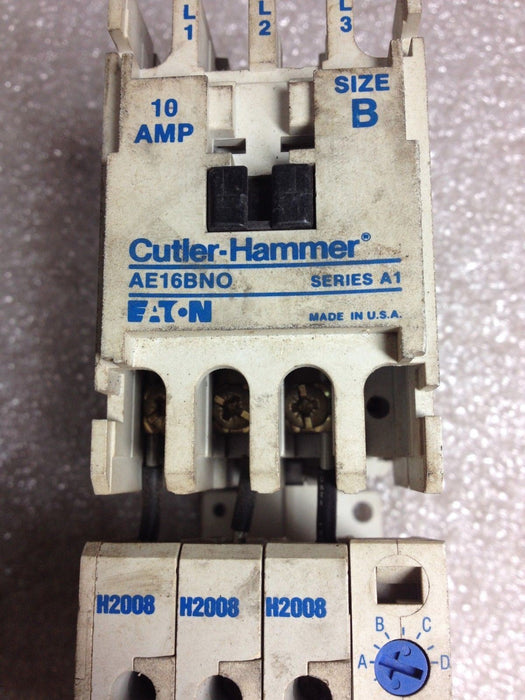 L1 L2 L3
10 AMP
SIZE B
Cutler-Hammer®
AE16BNO SERIES A1
EATON MADE IN U.S.A.
H2008 H2008 H2008
B C
A D